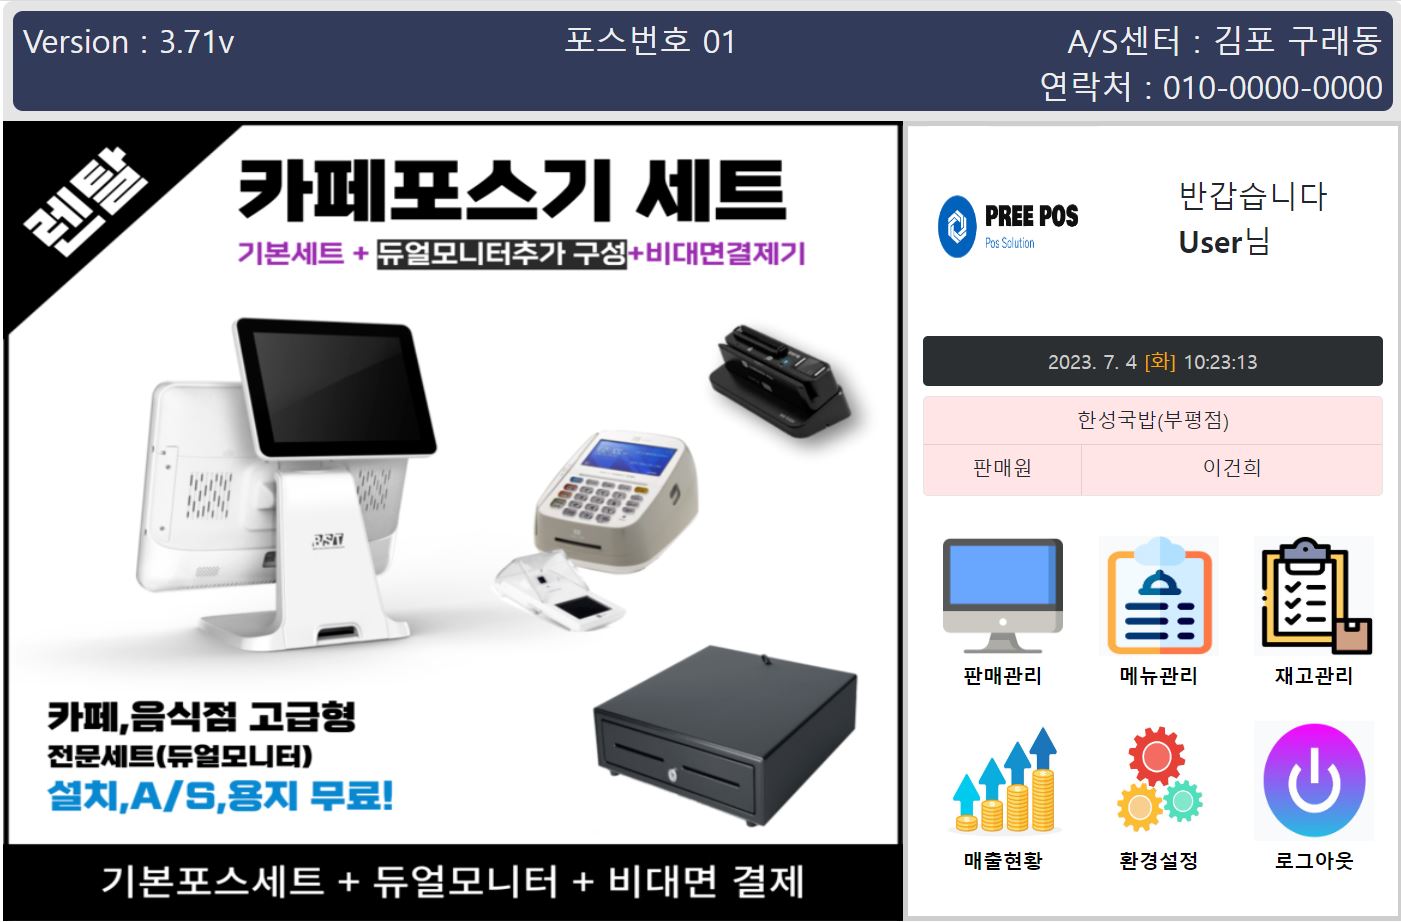 Version : 3.71v
포스번호 01
A/S센터 : 김포 구래동
연락처 : 010-0000-0000
렌탈
카페포스기 세트
기본세트 + 듀얼모니터추가 구성+비대면결제기
BST
카페,음식점 고급형
전문세트(듀얼모니터)
설치,A/S,용지 무료!
기본포스세트 + 듀얼모니터 + 비대면 결제
PREE POS
Pos Solution
반갑습니다
User님
2023. 7. 4 [화] 10:23:13
한성국밥(부평점)
판매원 이건희
판매관리 메뉴관리 재고관리
매출현황 환경설정 로그아웃